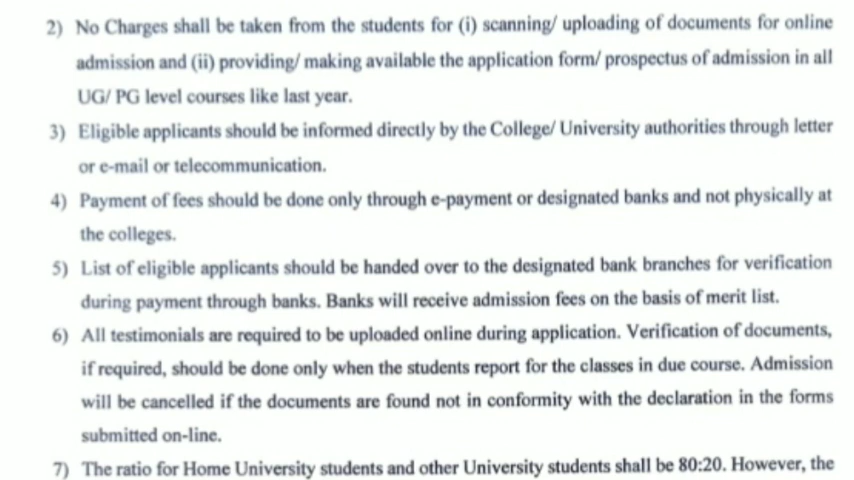 2) No Charges shall be taken from the students for (i) scanning/ uploading of documents for online
admission and (ii) providing/ making available the application form/ prospectus of admission in all
UG/ PG level courses like last year.
3) Eligible applicants should be informed directly by the College/ University authorities through letter
or e-mail or telecommunication.
4) Payment of fees should be done only through e-payment or designated banks and not physically at
the colleges.
5) List of eligible applicants should be handed over to the designated bank branches for verification
during payment through banks. Banks will receive admission fees on the basis of merit list.
6) All testimonials are required to be uploaded online during application. Verification of documents,
if required, should be done only when the students report for the classes in due course. Admission
will be cancelled if the documents are found not in conformity with the declaration in the forms
submitted on-line.
7) The ratio for Home University students and other University students shall be 80:20. However, the